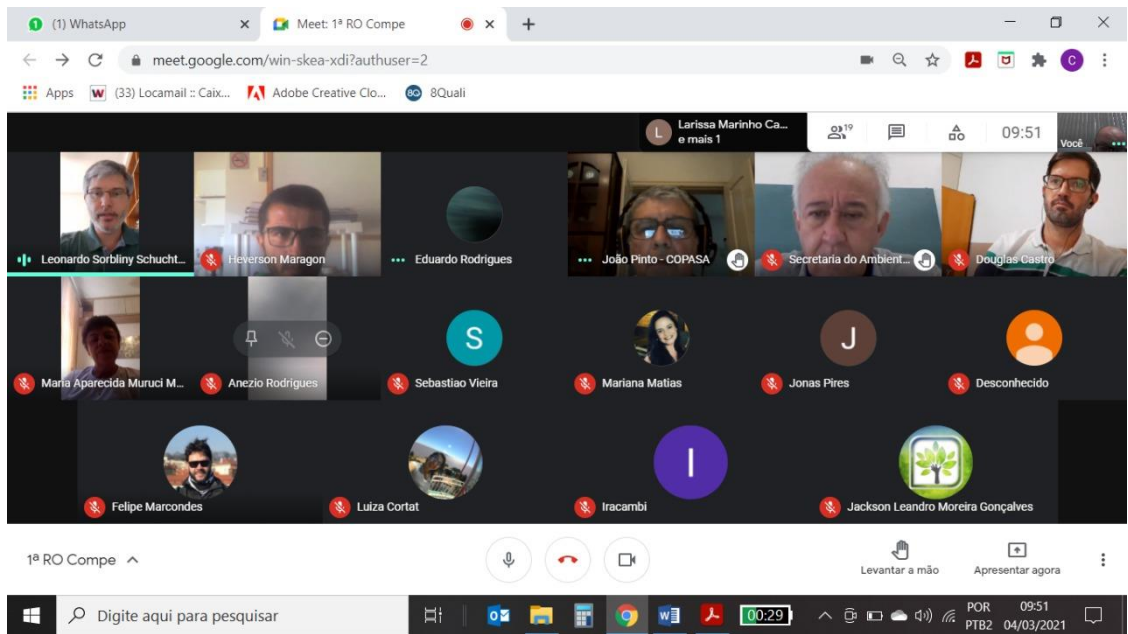 (1) WhatsApp
Meet: 1ª RO Compe
meet.google.com/win-skea-xdi?authuser=2
C
Apps
W
(33) Locamail :: Caix...
Adobe Creative Clo...
8Q
8Quali
L
Larissa Marinho Ca...
e mais 1
19
09:51
Você
Leonardo Sorbliny Schucht...
Heverson Maragon
Eduardo Rodrigues
João Pinto - COPASA
Secretaria do Ambient...
Douglas Castro
Maria Aparecida Muruci M...
Anezio Rodrigues
S
Sebastiao Vieira
Mariana Matias
J
Jonas Pires
Desconhecido
Felipe Marcondes
Luiza Cortat
I
Iracambi
Jackson Leandro Moreira Gonçalves
1ª RO Compe
Levantar a mão
Apresentar agora
Digite aqui para pesquisar
00:29
POR
PTB2
09:51
04/03/2021